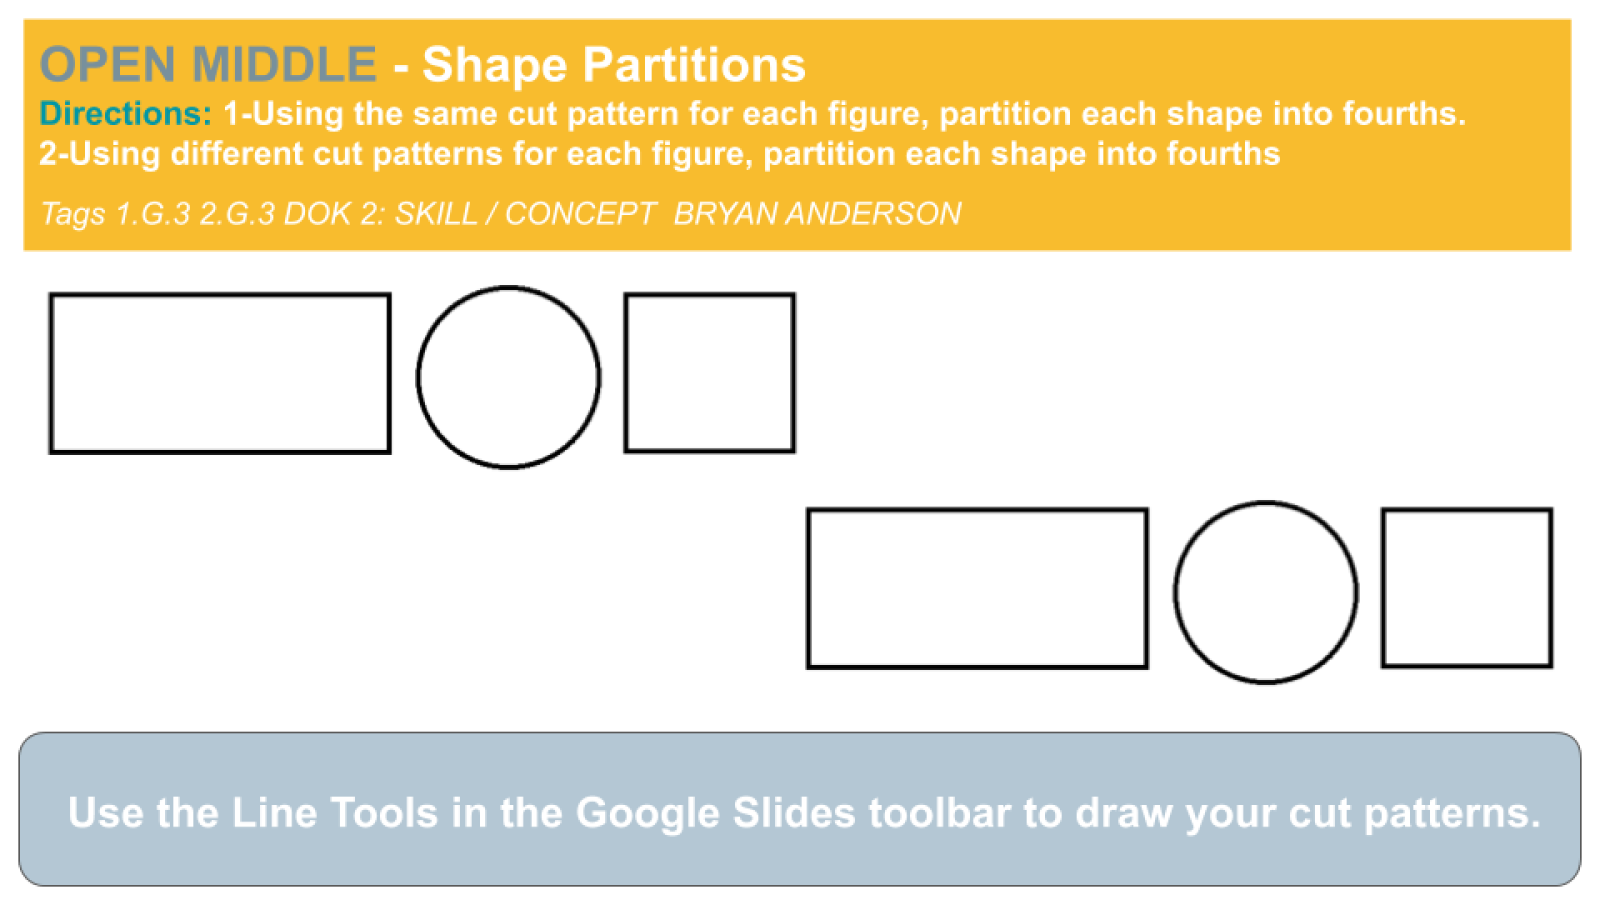 OPEN MIDDLE - Shape Partitions
Directions: 1-Using the same cut pattern for each figure, partition each shape into fourths.
2-Using different cut patterns for each figure, partition each shape into fourths
Tags 1.G.3 2.G.3 DOK 2: SKILL / CONCEPT  BRYAN ANDERSON
Use the Line Tools in the Google Slides toolbar to draw your cut patterns.